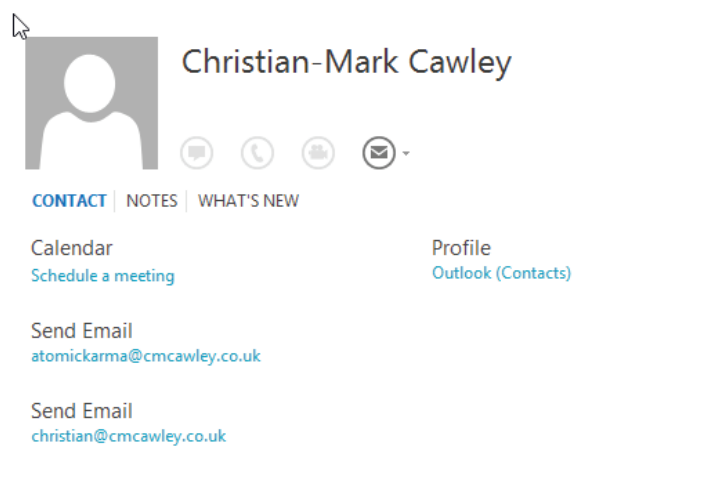 Christian-Mark Cawley
CONTACT NOTES WHAT'S NEW
Calendar
Schedule a meeting
Profile
Outlook (Contacts)
Send Email
atomickarma@cmcawley.co.uk
Send Email
christian@cmcawley.co.uk